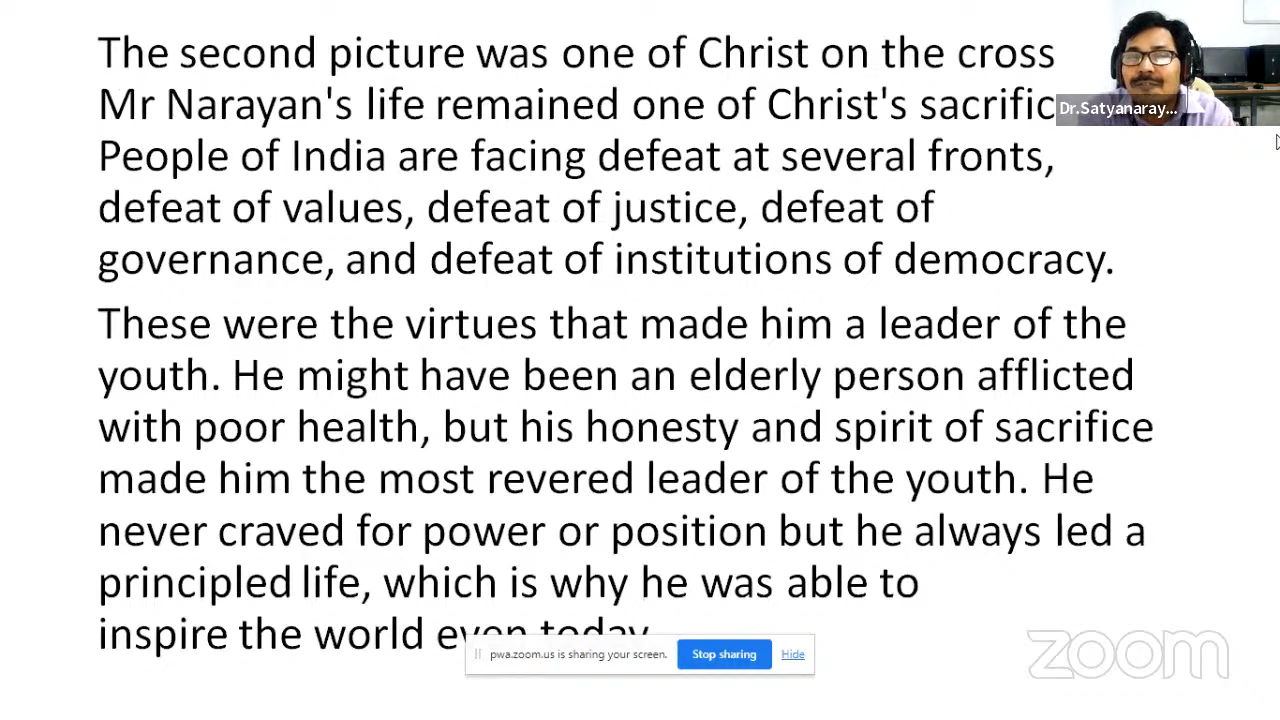 The second picture was one of Christ on the cross
Mr Narayan's life remained one of Christ's sacrific
Dr.Satyanaray...
People of India are facing defeat at several fronts,
defeat of values, defeat of justice, defeat of
governance, and defeat of institutions of democracy.
These were the virtues that made him a leader of the
youth. He might have been an elderly person afflicted
with poor health, but his honesty and spirit of sacrifice
made him the most revered leader of the youth. He
never craved for power or position but he always led a
principled life, which is why he was able to
inspire the world even today
pwa.zoom.us is sharing your screen.
Stop sharing
Hide
zoom